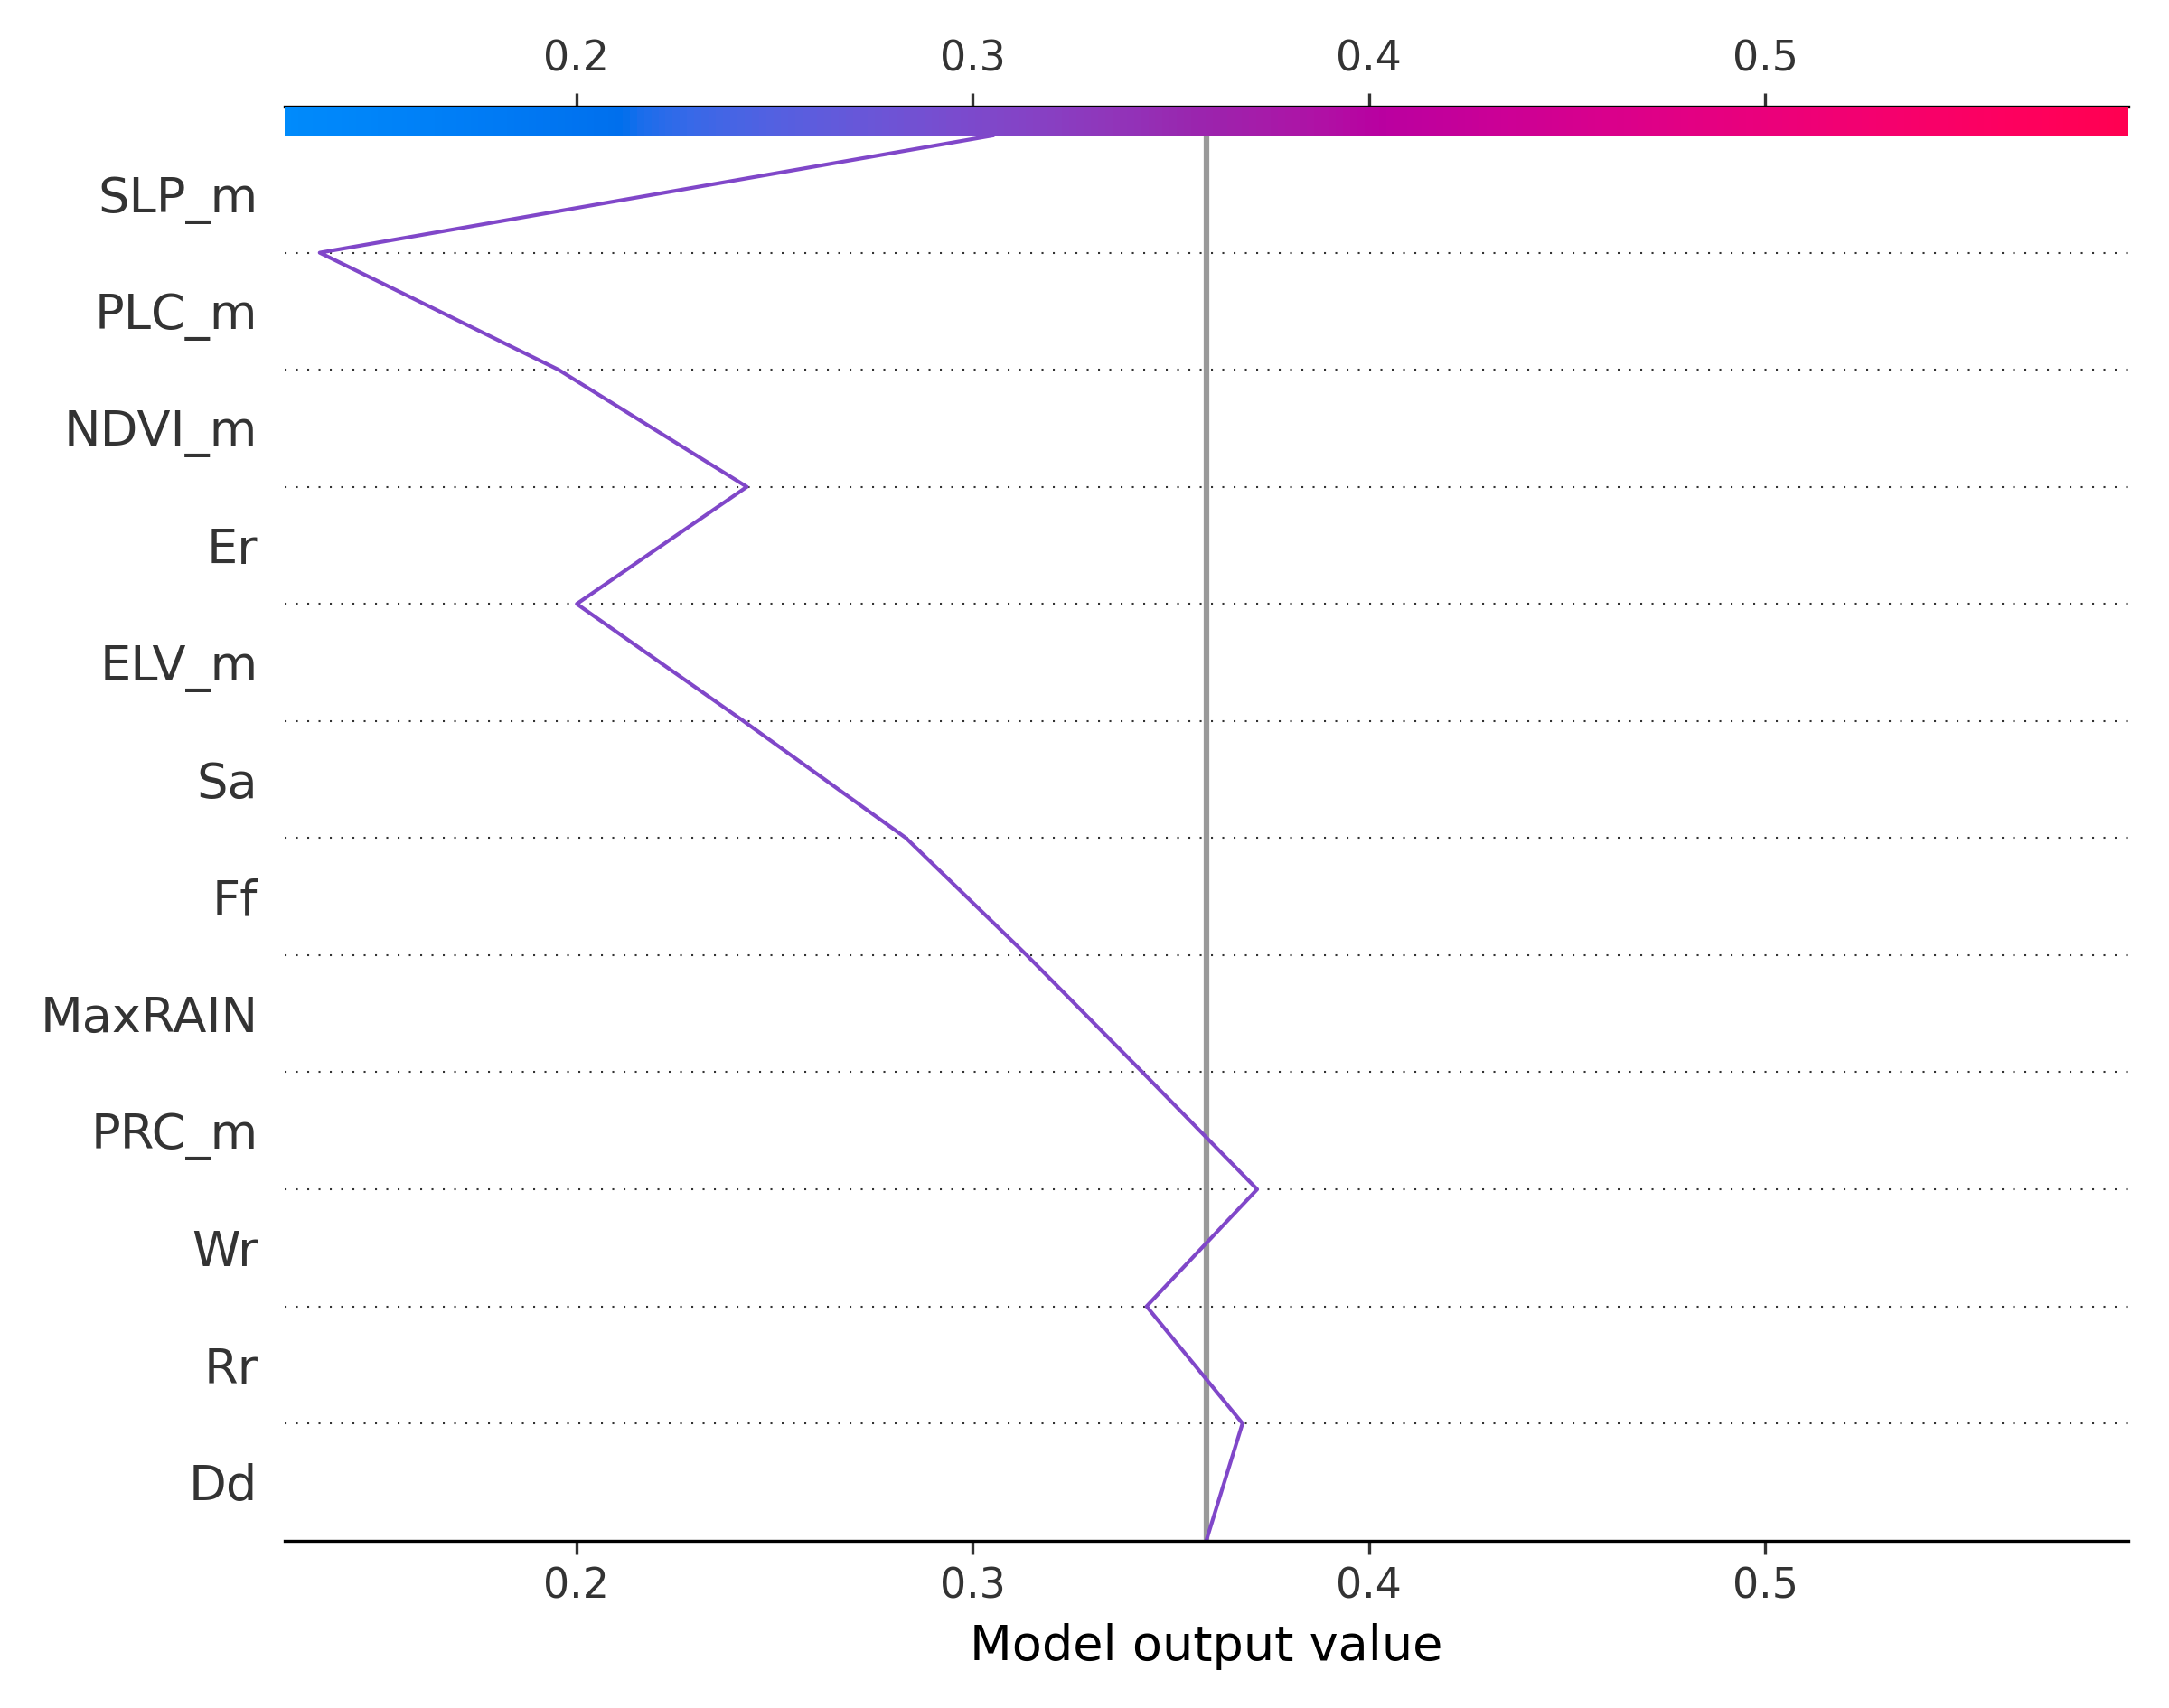 0.2 0.3 0.4 0.5
SLP_m
PLC_m
NDVI_m
Er
ELV_m
Sa
Ff
MaxRAIN
PRC_m
Wr
Rr
Dd
0.2 0.3 0.4 0.5
Model output value